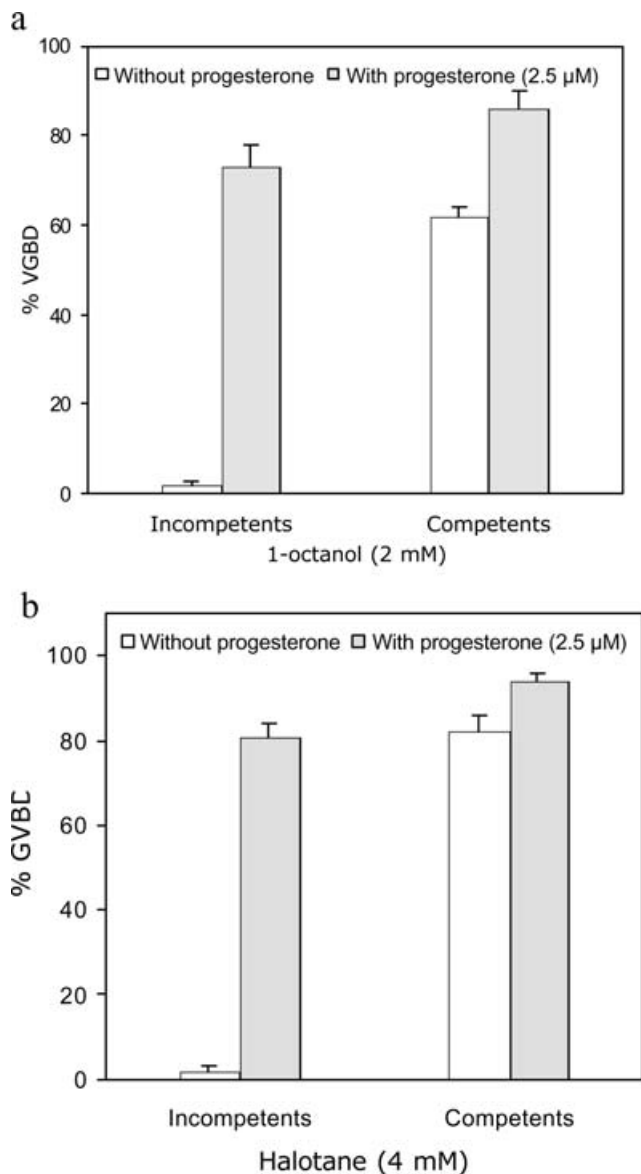 a
100
Without progesterone With progesterone (2.5 µM)
80
60
40
20
0
% VGBD
Incompetents Competents
1-octanol (2 mM)
b
Without progesterone With progesterone (2.5 µM)
100
80
60
40
20
0
% GVBD
Incompetents Competents
Halotane (4 mM)